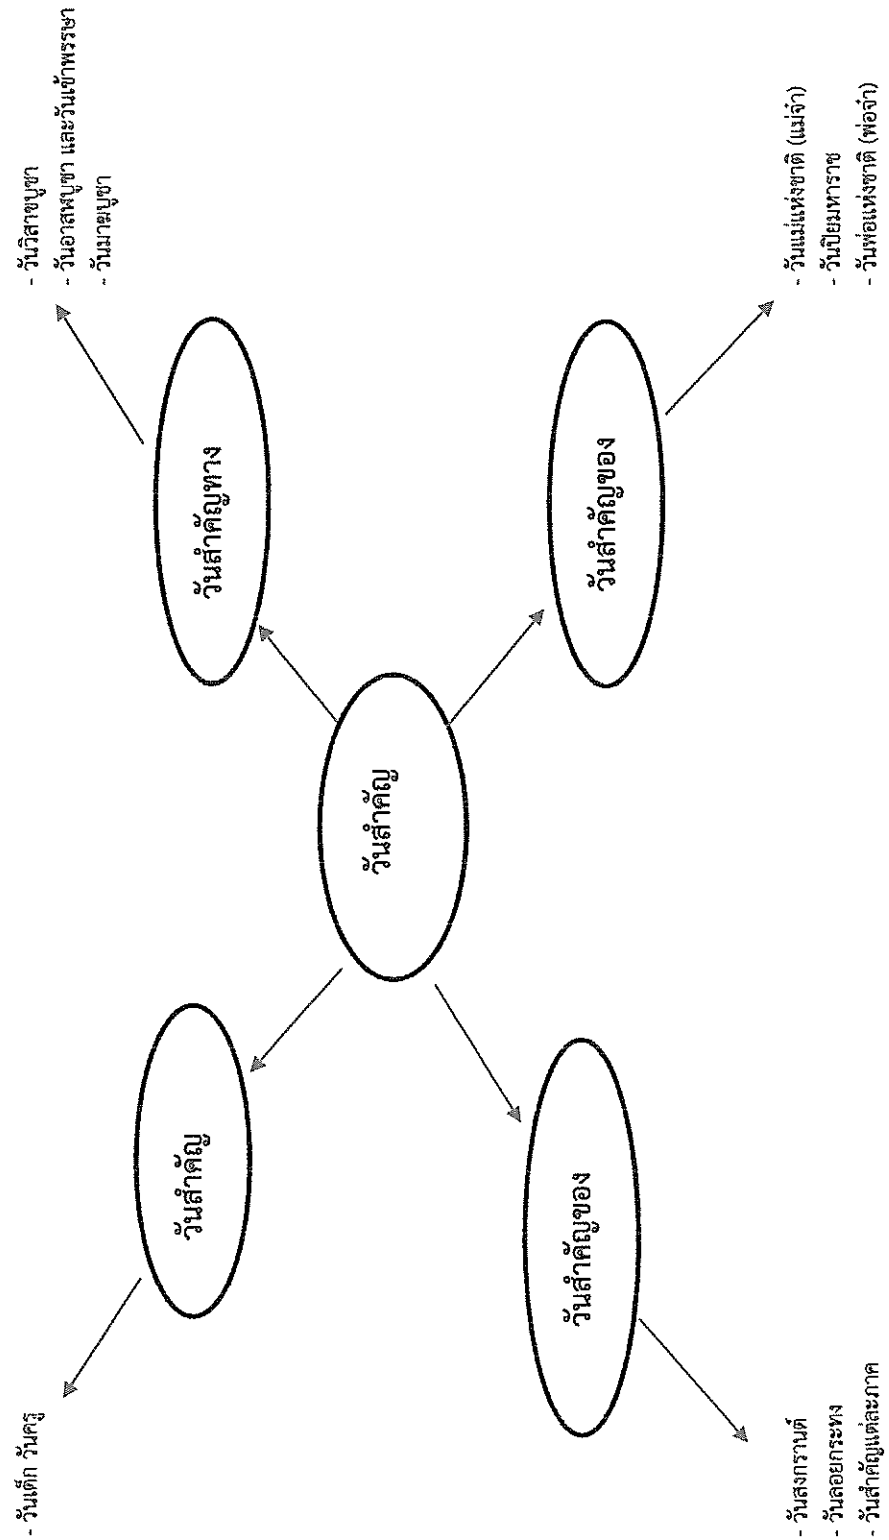 - วันเด็ก วันครู
วันสำคัญ
- วันวิสาขบูชา
- วันอาสฬบูชา และวันเข้าพรรษา
- วันมาฆบูชา
วันสำคัญทาง
วันสำคัญ
- วันสงกรานต์
- วันลอยกระทง
- วันสำคัญแต่ละภาค
วันสำคัญของ
- วันแม่แห่งชาติ (แม่จ๋า)
- วันปิยมหาราช
- วันพ่อแห่งชาติ (พ่อจ๋า)
วันสำคัญของ